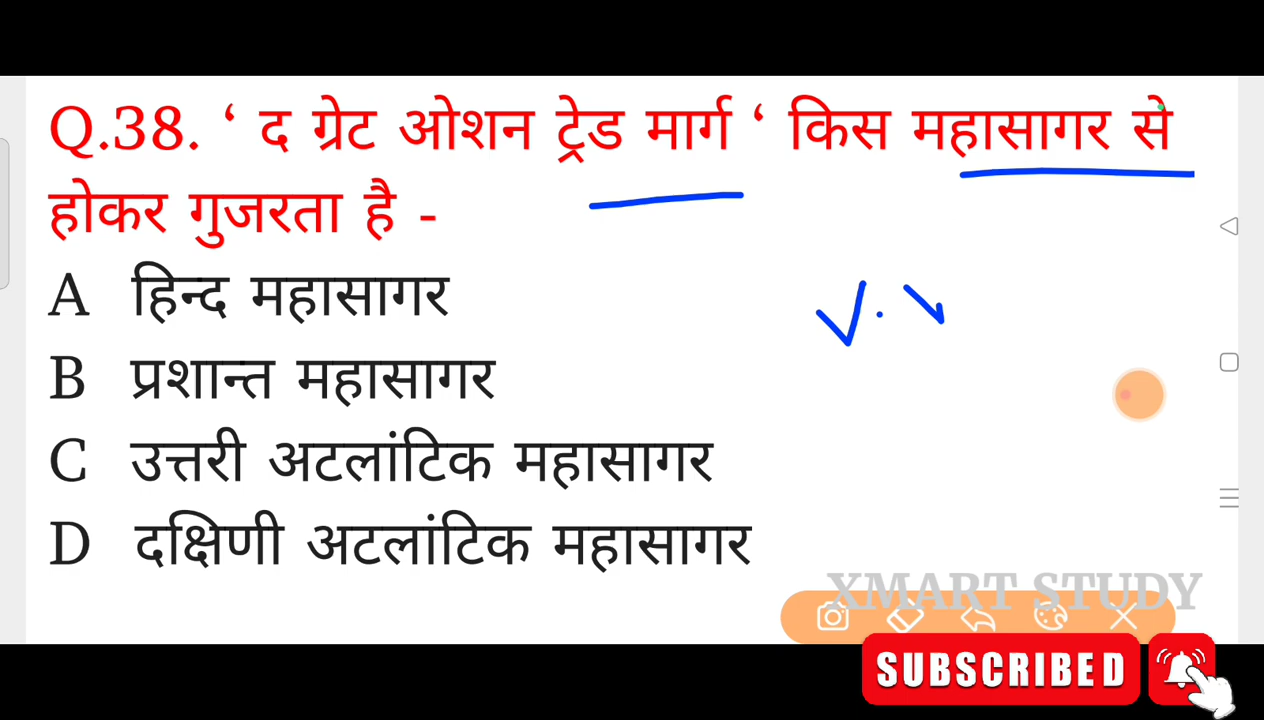 Q.38. ‘ द ग्रेट ओशन ट्रेड मार्ग ‘ किस महासागर से
होकर गुजरता है -
A हिन्द महासागर
B प्रशान्त महासागर
C उत्तरी अटलांटिक महासागर
D दक्षिणी अटलांटिक महासागर
XMART STUDY
SUBSCRIBED